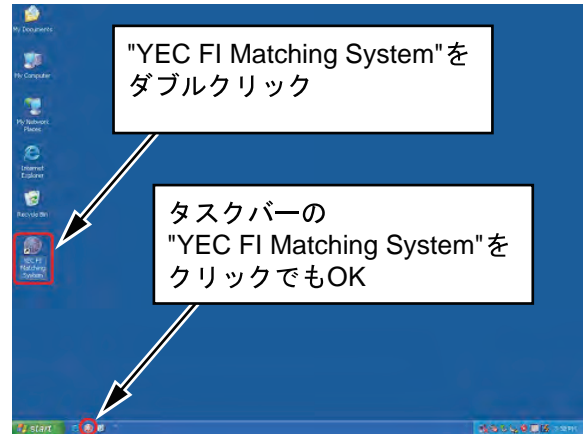 My Documents
My Computer
My Network
Places
Internet
Explorer
Recycle Bin
YEC FI
Matching
System
"YEC FI Matching System"を
ダブルクリック
タスクバーの
"YEC FI Matching System"を
クリックでもOK
start